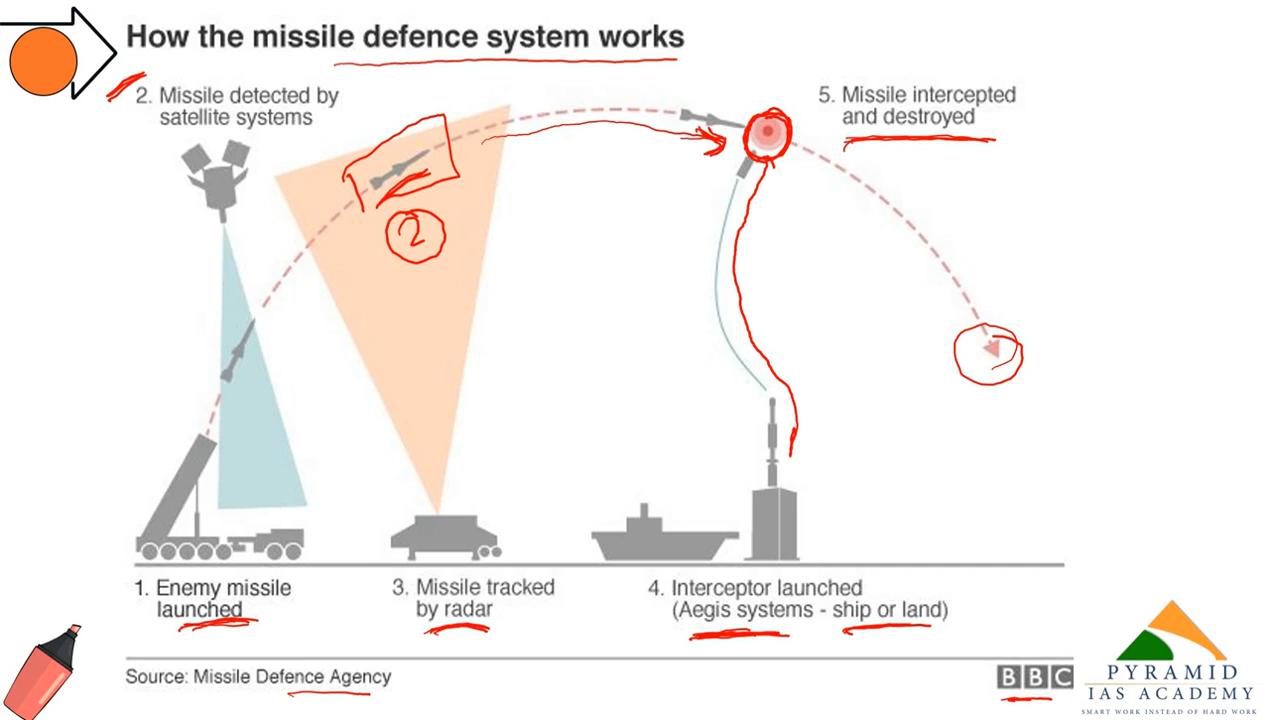 How the missile defence system works
2. Missile detected by
satellite systems
5. Missile intercepted
and destroyed
2
1. Enemy missile
launched
3. Missile tracked
by radar
4. Interceptor launched
(Aegis systems - ship or land)
Source: Missile Defence Agency
BBC
PYRAMID
IAS ACADEMY
SMART WORK INSTEAD OF HARD WORK